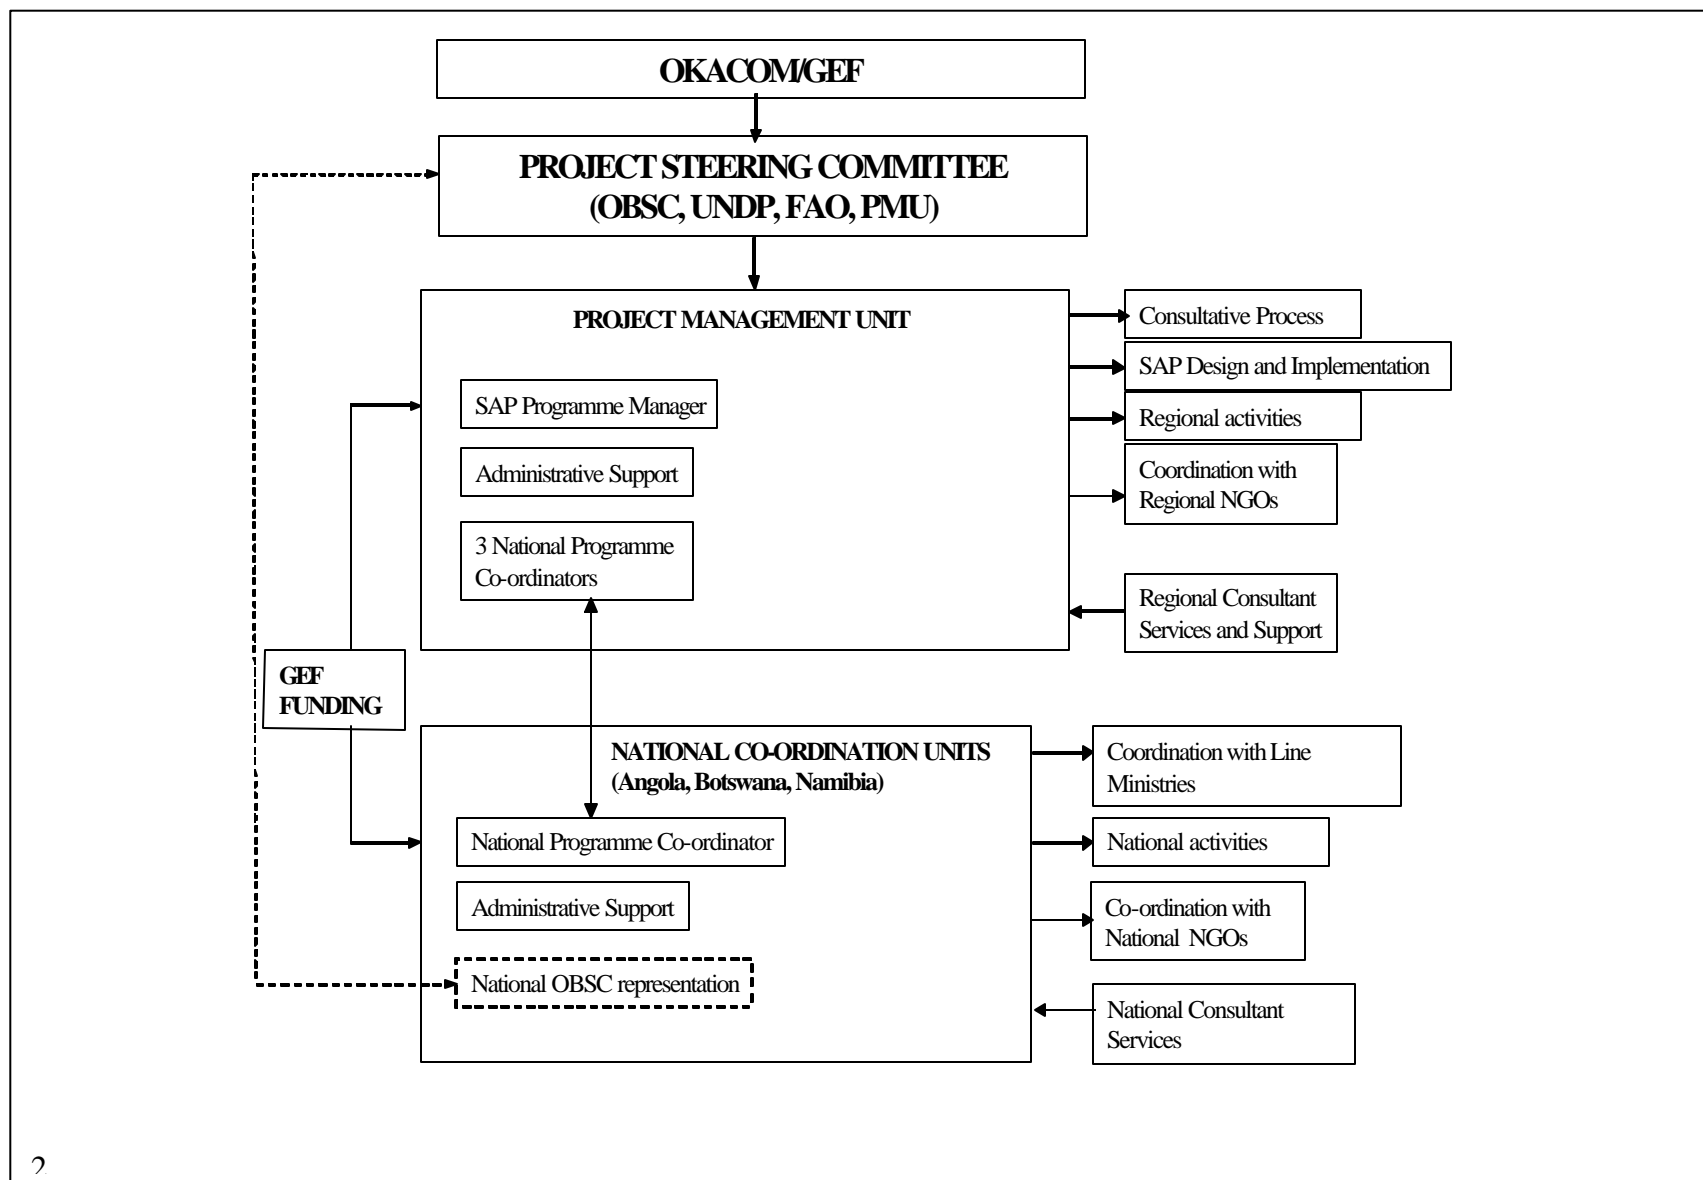 OKACOM/GEF
PROJECT STEERING COMMITTEE
(OBSC, UNDP, FAO, PMU)
PROJECT MANAGEMENT UNIT
SAP Programme Manager
Administrative Support
3 National Programme
Co-ordinators
Consultative Process
SAP Design and Implementation
Regional activities
Coordination with
Regional NGOs
Regional Consultant
Services and Support
GEF
FUNDING
NATIONAL CO-ORDINATION UNITS
(Angola, Botswana, Namibia)
National Programme Co-ordinator
Administrative Support
National OBSC representation
Coordination with Line
Ministries
National activities
Co-ordination with
National NGOs
National Consultant
Services
2